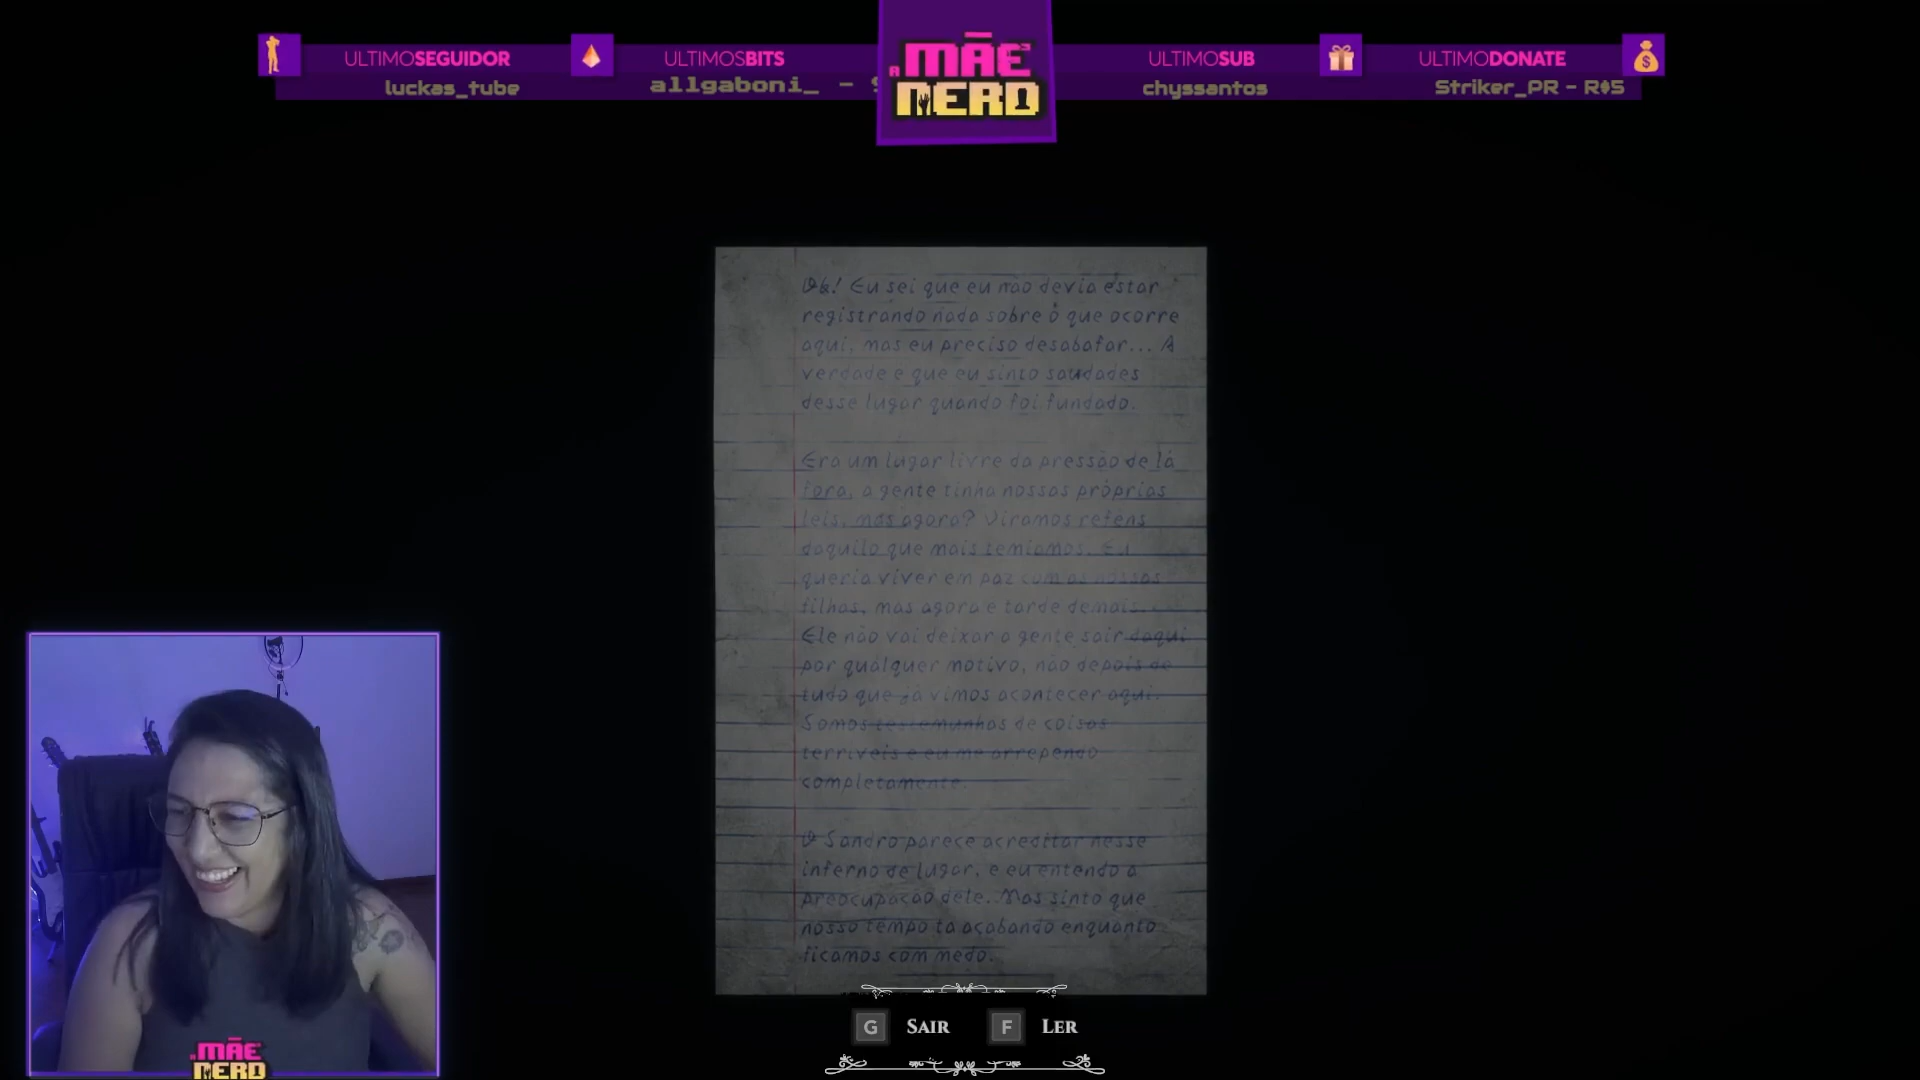 ULTIMOSEGUIDOR
luckas_tube
ULTIMOSBITS
allgaboni_ -
A MÃE NERD
ULTIMOSUB
chyssantos
ULTIMODONATE
Striker_PR - R$5
Ok! Eu sei que eu não devia estar
registrando nada sobre o que ocorre
aqui, mas eu preciso desabafar... A
verdade e que eu sinto saudades
desse lugar quando foi fundado.
Era um lugar livre da pressão de lá
fora, a gente tinha nossas próprias
leis, mas agora? Viramos reféns
daquilo que mais temíamos. Eu
queria viver em paz com as nossas
filhas, mas agora e tarde demais.
Ele não vai deixar a gente sair daqui
por qualquer motivo, não depois de
tudo que já vimos acontecer aqui.
Somos testemunhas de coisas
terríveis e eu me arrependo
completamente.
O Sandro parece acreditar nesse
inferno de lugar, e eu entendo a
preocupação dele. Mas sinto que
nosso tempo ta acabando enquanto
ficamos com medo.
G SAIR F LER
A MÃE
NERD